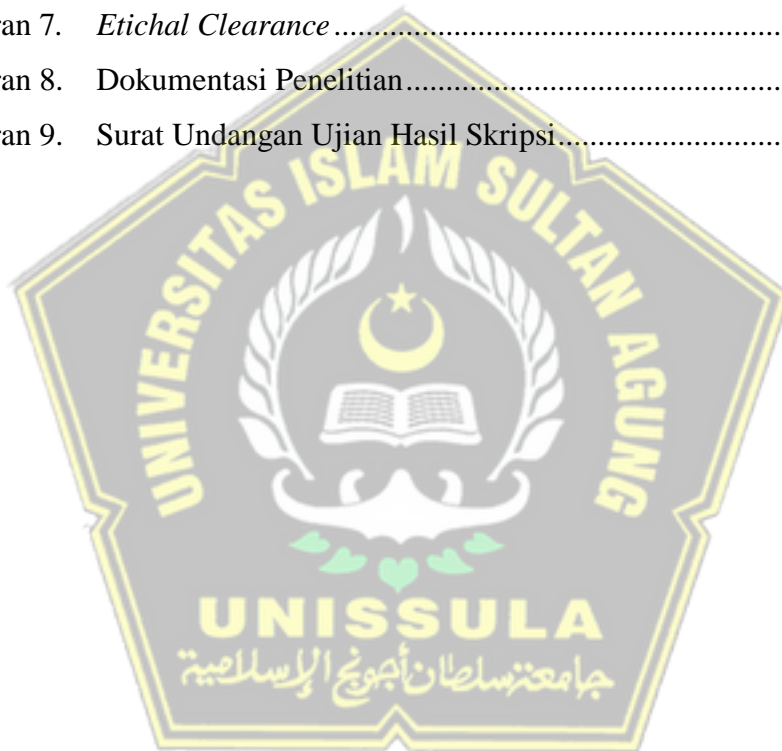 ran 7. Etichal Clearance
ran 8. Dokumentasi Penelitian
ran 9. Surat Undangan Ujian Hasil Skripsi
UNIVERSITAS ISLAM SULTAN AGUNG
UNISSULA
جامعة سلطان أجونج الإسلامية